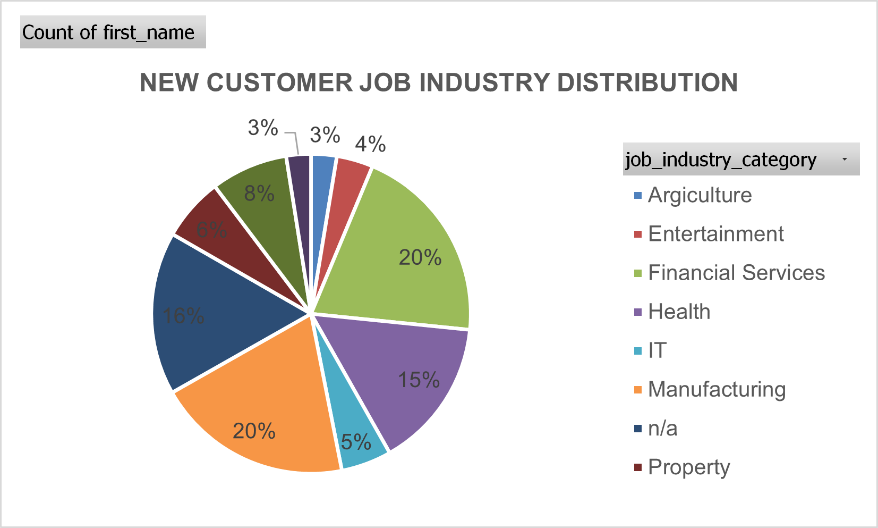 Count of first_name
NEW CUSTOMER JOB INDUSTRY DISTRIBUTION
3%
3%
4%
8%
6%
20%
16%
15%
20%
5%
job_industry_category
Argiculture
Entertainment
Financial Services
Health
IT
Manufacturing
n/a
Property